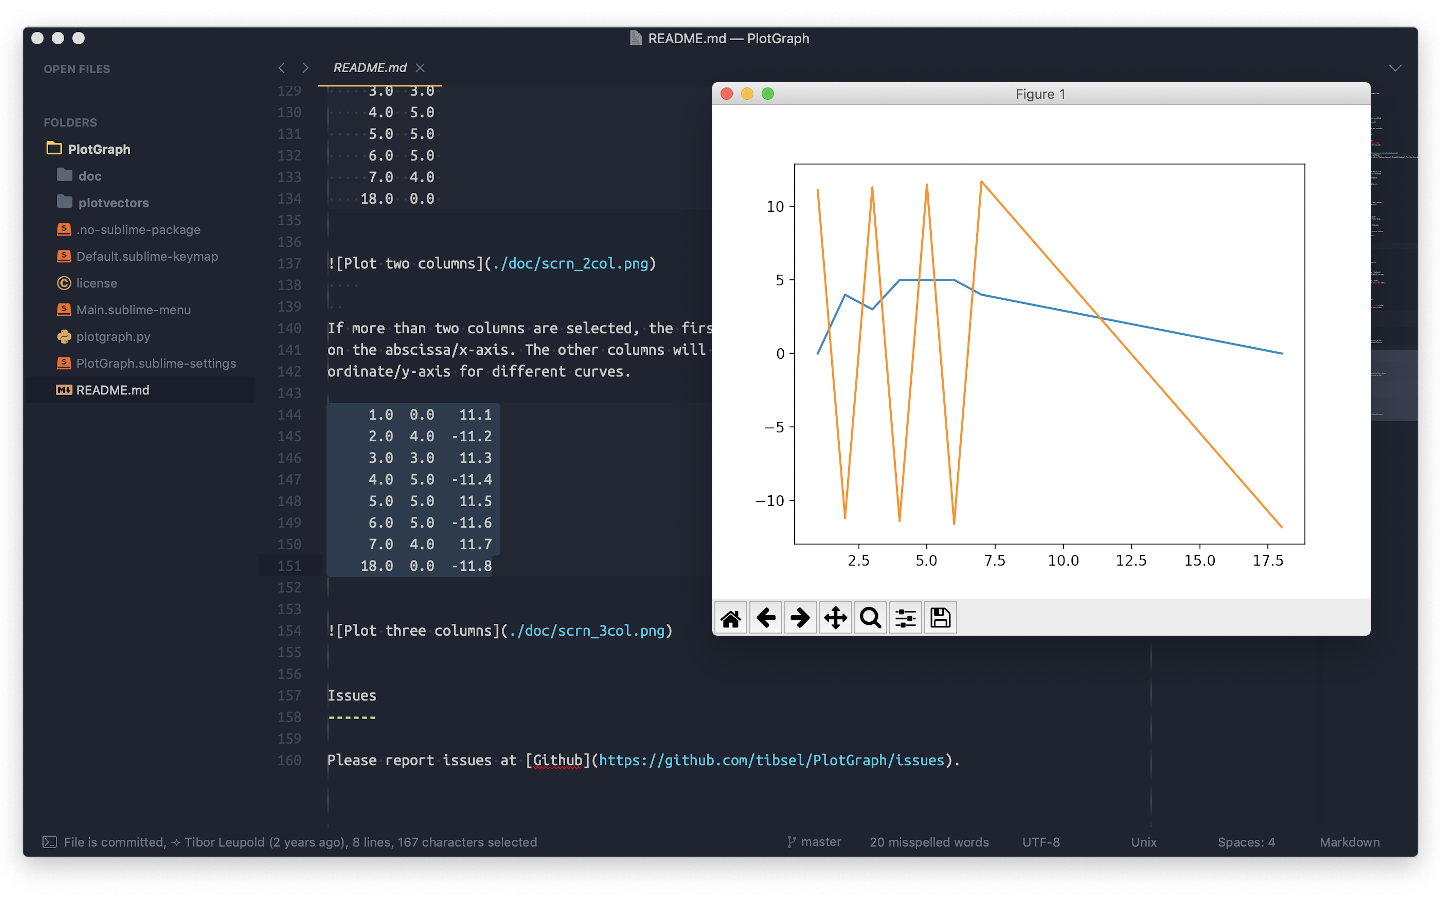 README.md — PlotGraph
OPEN FILES
README.md
FOLDERS
PlotGraph
doc
plotvectors
.no-sublime-package
Default.sublime-keymap
license
Main.sublime-menu
plotgraph.py
PlotGraph.sublime-settings
README.md
129 3.0 3.0
130 4.0 5.0
131 5.0 5.0
132 6.0 5.0
133 7.0 4.0
134 18.0 0.0
135
136
137 ![Plot two columns](./doc/scrn_2col.png)
138
139
140 If more than two columns are selected, the firs
141 on the abscissa/x-axis. The other columns will
142 ordinate/y-axis for different curves.
143
144 1.0 0.0 11.1
145 2.0 4.0 -11.2
146 3.0 3.0 11.3
147 4.0 5.0 -11.4
148 5.0 5.0 11.5
149 6.0 5.0 -11.6
150 7.0 4.0 11.7
151 18.0 0.0 -11.8
152
153
154 ![Plot three columns](./doc/scrn_3col.png)
155
156
157 Issues
158 ------
159
160 Please report issues at [Github](https://github.com/tibsel/PlotGraph/issues).
Figure 1
10
5
0
−5
−10
2.5 5.0 7.5 10.0 12.5 15.0 17.5
File is committed, Tibor Leupold (2 years ago), 8 lines, 167 characters selected
master 20 misspelled words UTF-8 Unix Spaces: 4 Markdown